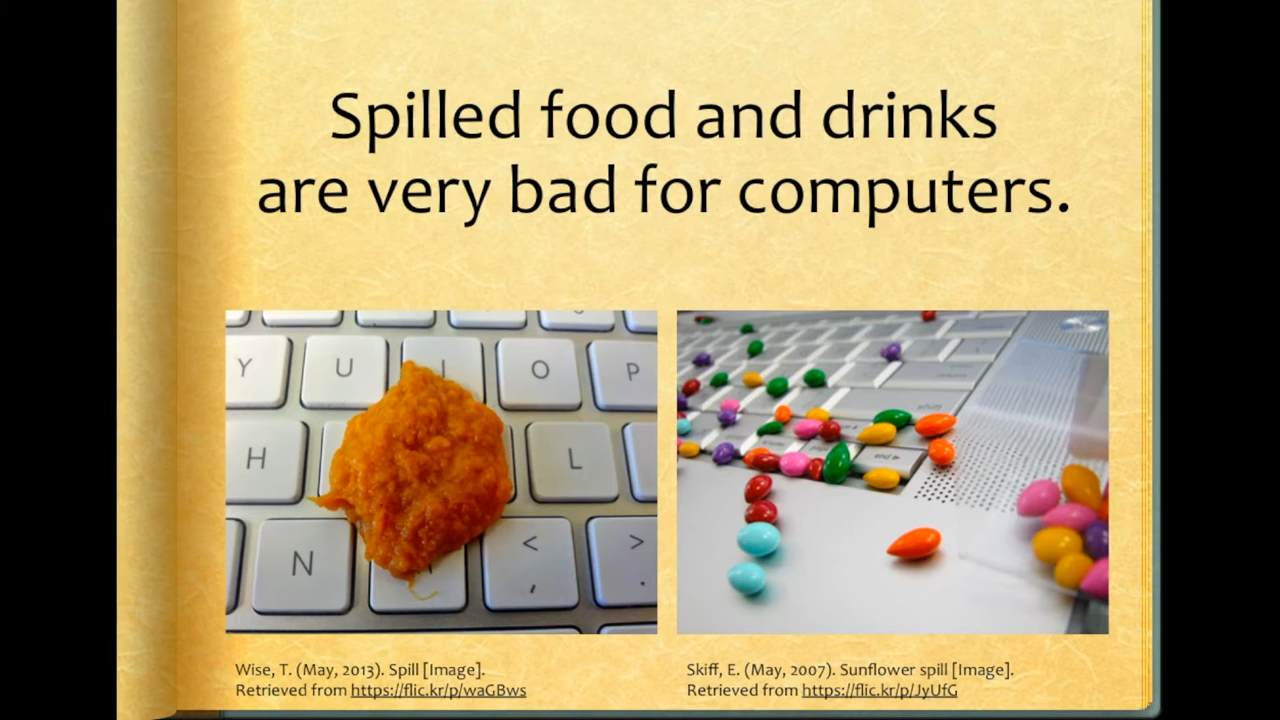 Spilled food and drinks
are very bad for computers.
Y U I O P
H L
N < >
, .
end
Wise, T. (May, 2013). Spill [Image].
Retrieved from https://flic.kr/p/waGBws
Skiff, E. (May, 2007). Sunflower spill [Image].
Retrieved from https://flic.kr/p/JyUfG